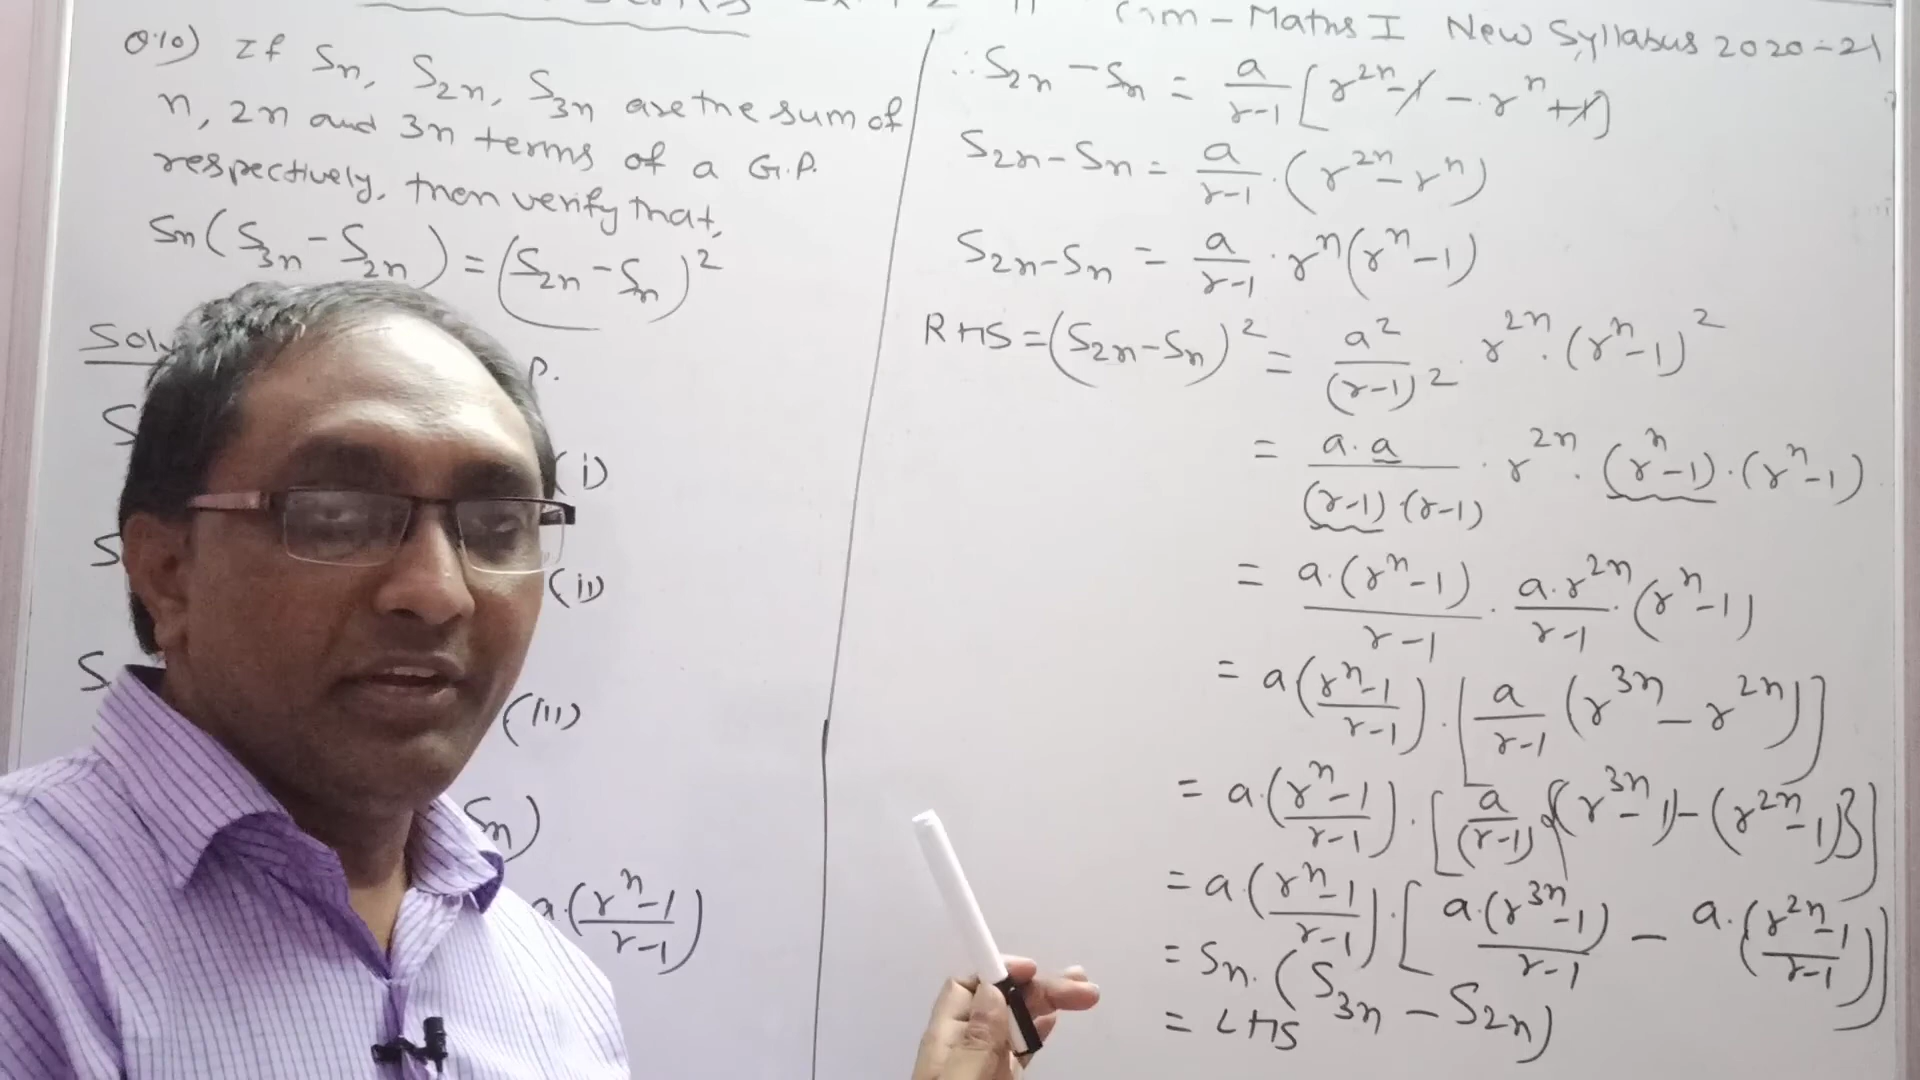 Com - Maths I New Syllabus 2020-21
Q.10) If Sn, S2n, S3n are the sum of
n, 2n and 3n terms of a G.P.
respectively, then verify that,
Sn(S3n - S2n) = (S2n - Sn)²
Soln
P.
S (i)
S (ii)
S (iii)
Sn)
a.(rⁿ-1/r-1)
∴ S2n - Sn = a/r-1 [r²ⁿ-1 - rⁿ+1]
S2n - Sn = a/r-1 . (r²ⁿ - rⁿ)
S2n - Sn = a/r-1 . rⁿ(rⁿ-1)
RHS = (S2n - Sn)² = a²/(r-1)² . r²ⁿ . (rⁿ-1)²
= a.a/(r-1).(r-1) . r²ⁿ . (rⁿ-1) . (rⁿ-1)
= a.(rⁿ-1)/r-1 . a.r²ⁿ/r-1 . (rⁿ-1)
= a(rⁿ-1/r-1) . [a/r-1 (r³ⁿ - r²ⁿ)]
= a.(rⁿ-1/r-1) . [a/(r-1) {(r³ⁿ-1) - (r²ⁿ-1)}]
= a.(rⁿ-1/r-1) . [a.(r³ⁿ-1)/r-1 - a.(r²ⁿ-1/r-1)]
= Sn . (S3n - S2n)
= LHS